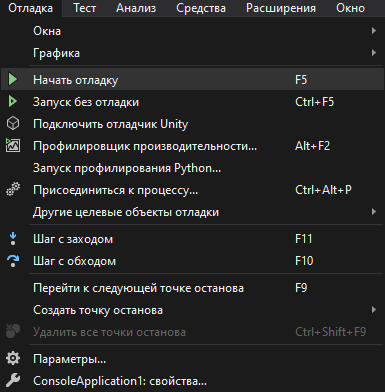 Отладка Тест Анализ Средства Расширения Окно
Окна
Графика
Начать отладку F5
Запуск без отладки Ctrl+F5
Подключить отладчик Unity
Профилировщик производительности... Alt+F2
Запуск профилирования Python...
Присоединиться к процессу... Ctrl+Alt+P
Другие целевые объекты отладки
Шаг с заходом F11
Шаг с обходом F10
Перейти к следующей точке останова F9
Создать точку останова
Удалить все точки останова Ctrl+Shift+F9
Параметры...
ConsoleApplication1: свойства...